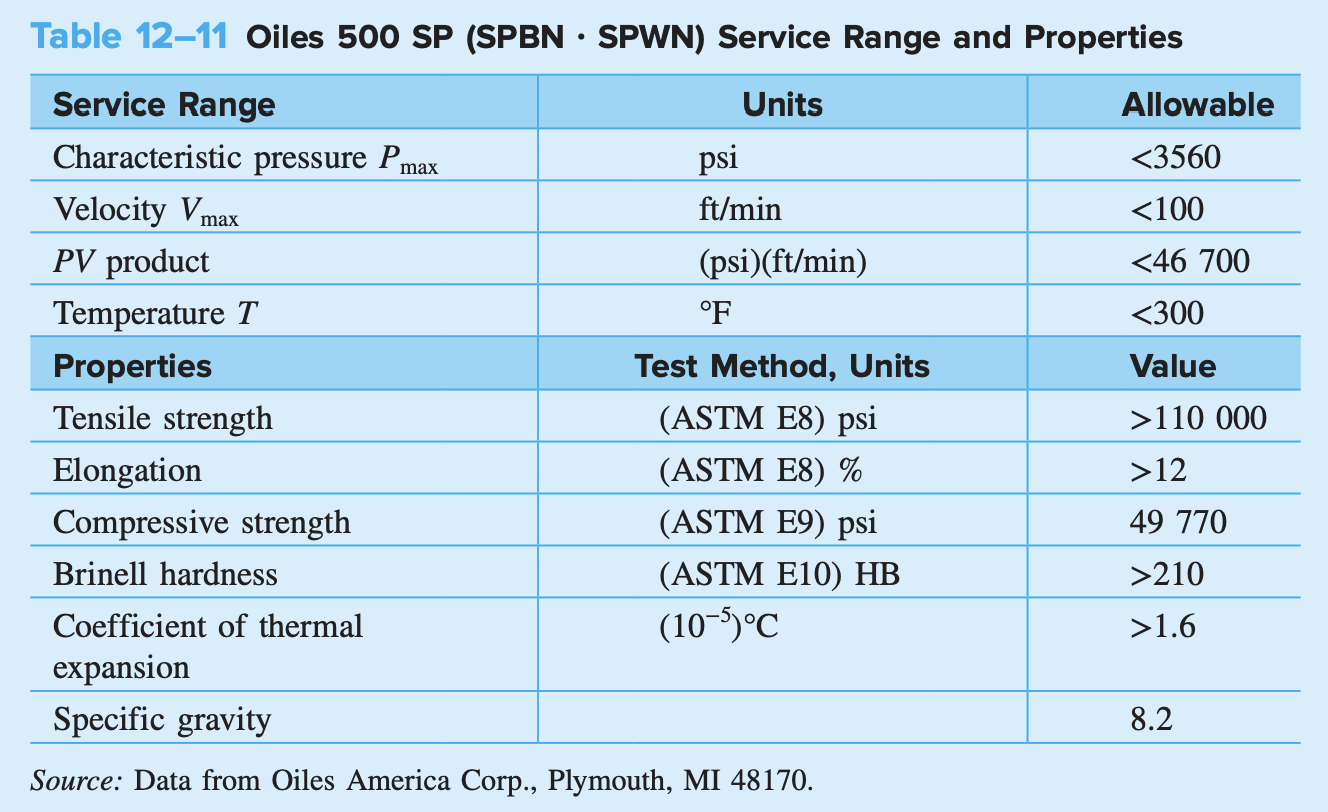 Table 12–11 Oiles 500 SP (SPBN · SPWN) Service Range and Properties
Service Range Units Allowable
Characteristic pressure Pmax psi <3560
Velocity Vmax ft/min <100
PV product (psi)(ft/min) <46 700
Temperature T °F <300
Properties Test Method, Units Value
Tensile strength (ASTM E8) psi >110 000
Elongation (ASTM E8) % >12
Compressive strength (ASTM E9) psi 49 770
Brinell hardness (ASTM E10) HB >210
Coefficient of thermal (10⁻⁵)°C >1.6
expansion
Specific gravity 8.2
Source: Data from Oiles America Corp., Plymouth, MI 48170.